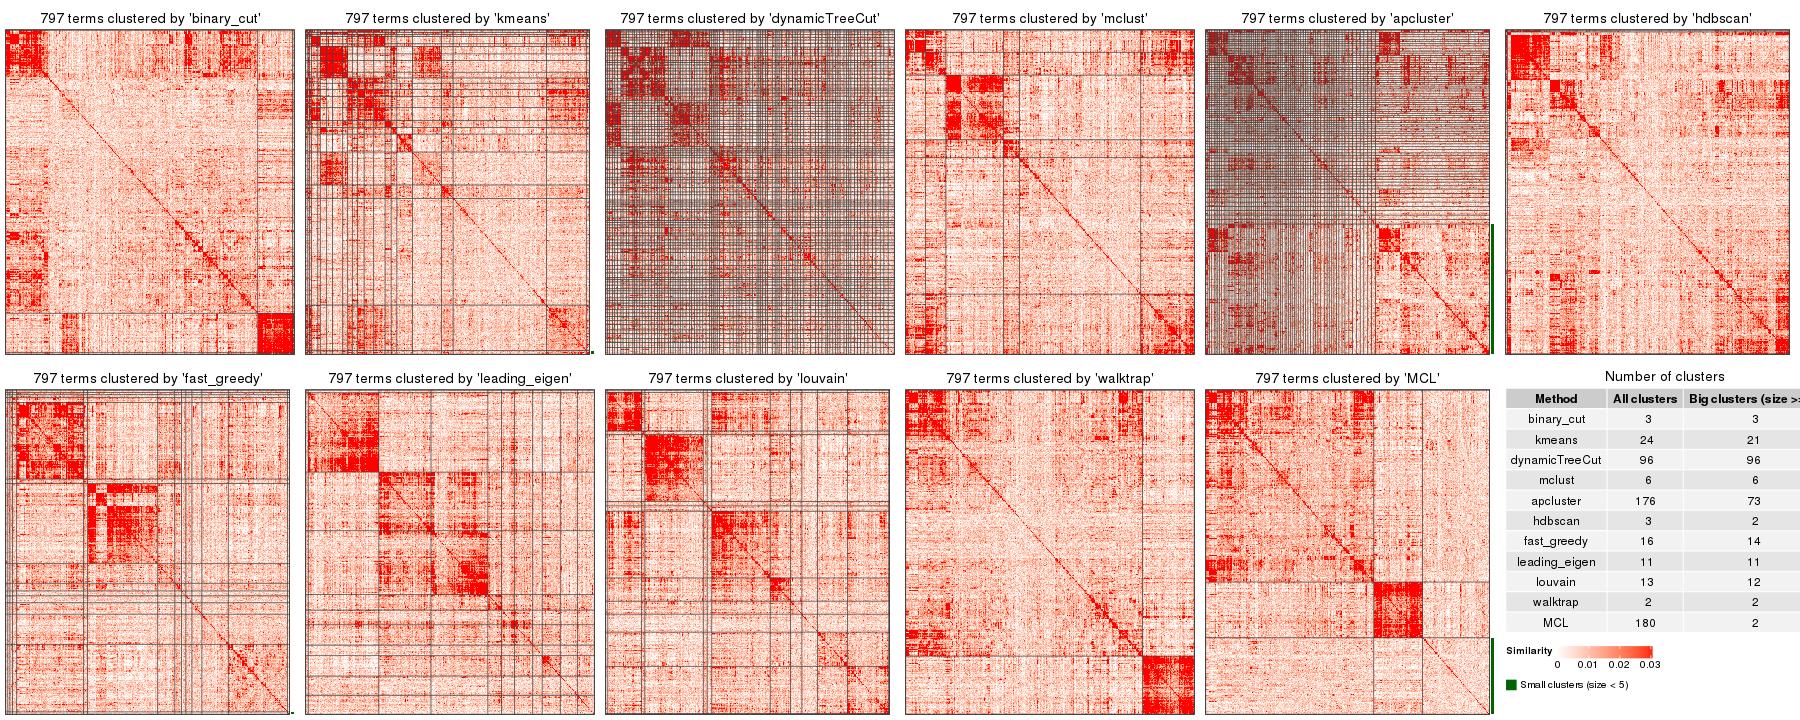 797 terms clustered by 'binary_cut'
797 terms clustered by 'kmeans'
797 terms clustered by 'dynamicTreeCut'
797 terms clustered by 'mclust'
797 terms clustered by 'apcluster'
797 terms clustered by 'hdbscan'
797 terms clustered by 'fast_greedy'
797 terms clustered by 'leading_eigen'
797 terms clustered by 'louvain'
797 terms clustered by 'walktrap'
797 terms clustered by 'MCL'
Number of clusters
Method All clusters Big clusters (size >
binary_cut 3 3
kmeans 24 21
dynamicTreeCut 96 96
mclust 6 6
apcluster 176 73
hdbscan 3 2
fast_greedy 16 14
leading_eigen 11 11
louvain 13 12
walktrap 2 2
MCL 180 2
Similarity
0 0.01 0.02 0.03
Small clusters (size < 5)